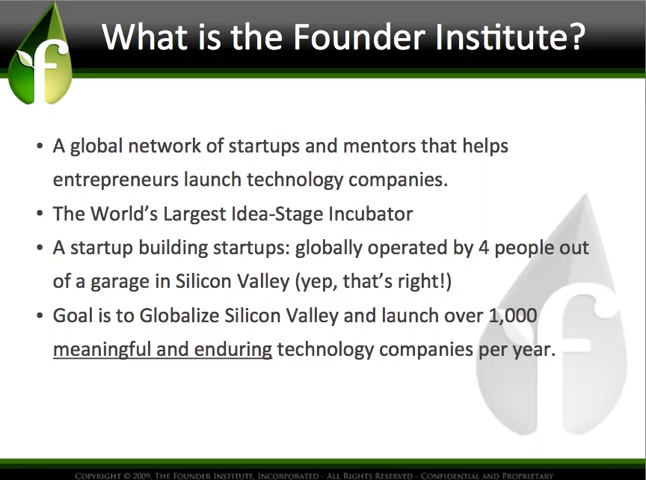 What is the Founder Institute?
f
• A global network of startups and mentors that helps
entrepreneurs launch technology companies.
• The World's Largest Idea-Stage Incubator
• A startup building startups: globally operated by 4 people out
of a garage in Silicon Valley (yep, that's right!)
• Goal is to Globalize Silicon Valley and launch over 1,000
meaningful and enduring technology companies per year.
f
Copyright © 2009, The Founder Institute, Incorporated - All Rights Reserved - Confidential and Proprietary